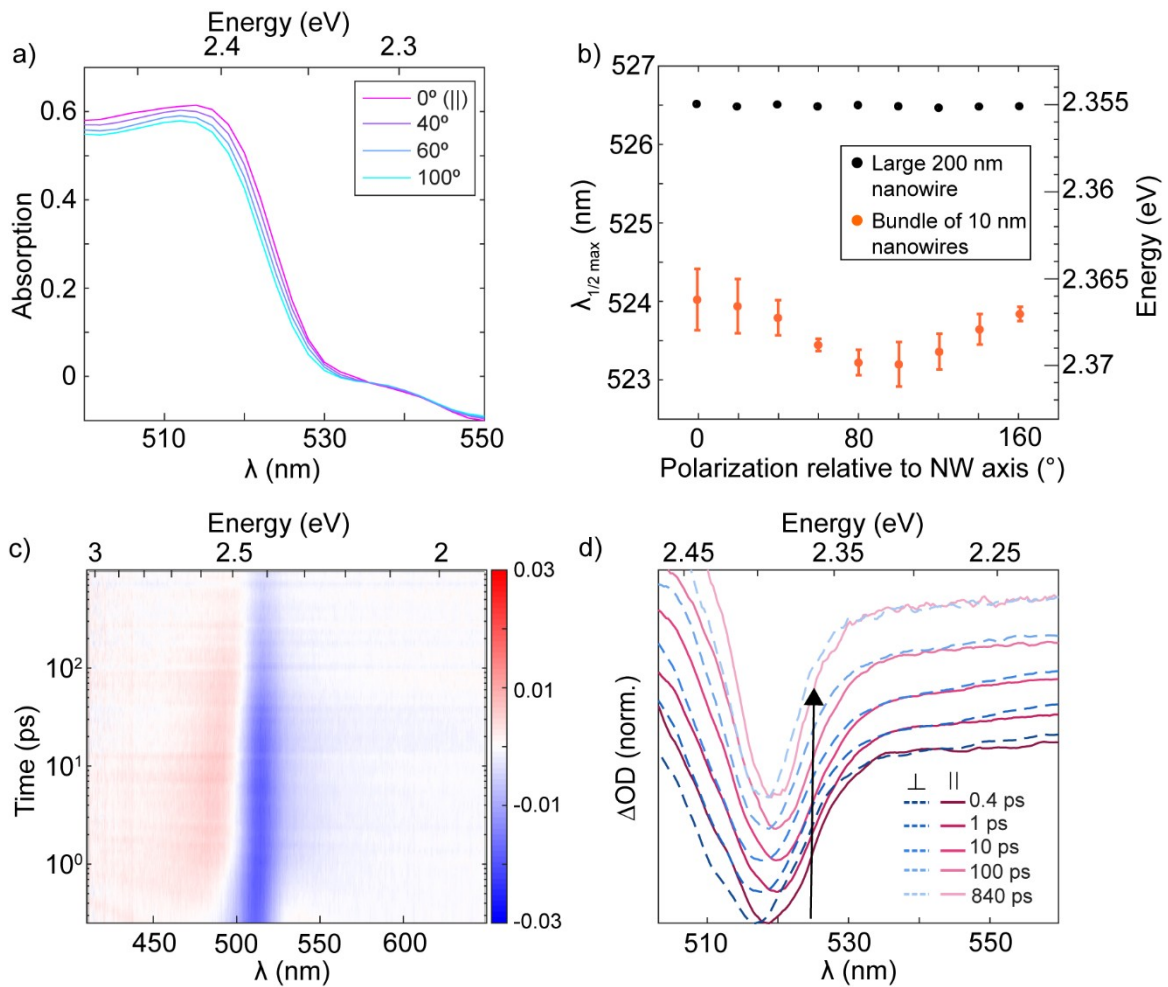 a)
Energy (eV)
2.4 2.3
Absorption
0.6
0.4
0.2
0
0º (||)
40º
60º
100º
510 530 550
λ (nm)
b)
527
526
525
524
523
λ1/2 max (nm)
2.355
2.36
2.365
2.37
Energy (eV)
Large 200 nm
nanowire
Bundle of 10 nm
nanowires
0 80 160
Polarization relative to NW axis (°)
c)
Energy (eV)
3 2.5 2
Time (ps)
10²
10¹
10⁰
0.03
0.01
-0.01
-0.03
450 500 550 600
λ (nm)
d)
Energy (eV)
2.45 2.35 2.25
ΔOD (norm.)
⊥ ||
0.4 ps
1 ps
10 ps
100 ps
840 ps
510 530 550
λ (nm)